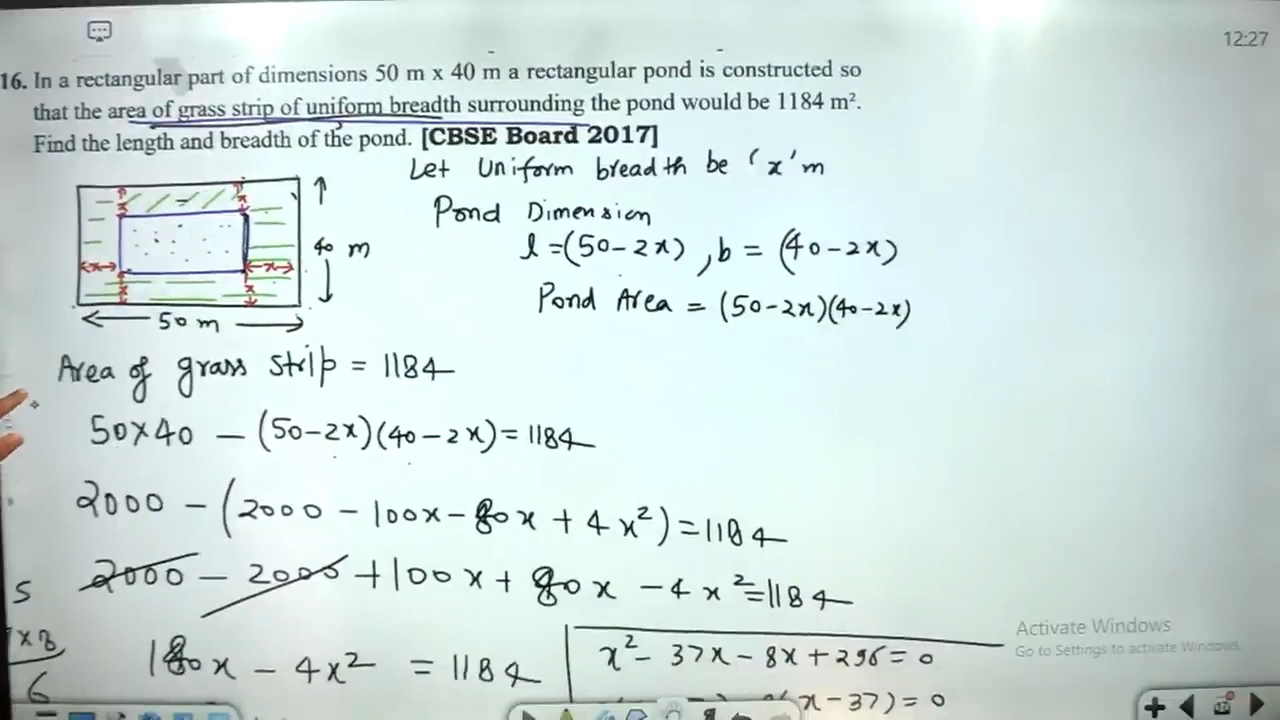 12:27
16. In a rectangular part of dimensions 50 m x 40 m a rectangular pond is constructed so
that the area of grass strip of uniform breadth surrounding the pond would be 1184 m².
Find the length and breadth of the pond. [CBSE Board 2017]
Let Uniform breadth be 'x' m
Pond Dimension
l = (50-2x), b = (40-2x)
Pond Area = (50-2x)(40-2x)
x
x
x
x
x
x
40 m
50 m
Area of grass strip = 1184
50×40 - (50-2x)(40-2x) = 1184
2000 - (2000 - 100x - 80x + 4x²) = 1184
2000 - 2000 + 100x + 80x - 4x² = 1184
180x - 4x² = 1184
x² - 37x - 8x + 296 = 0
(x-37) = 0
5
×8
6
Activate Windows
Go to Settings to activate Windows.